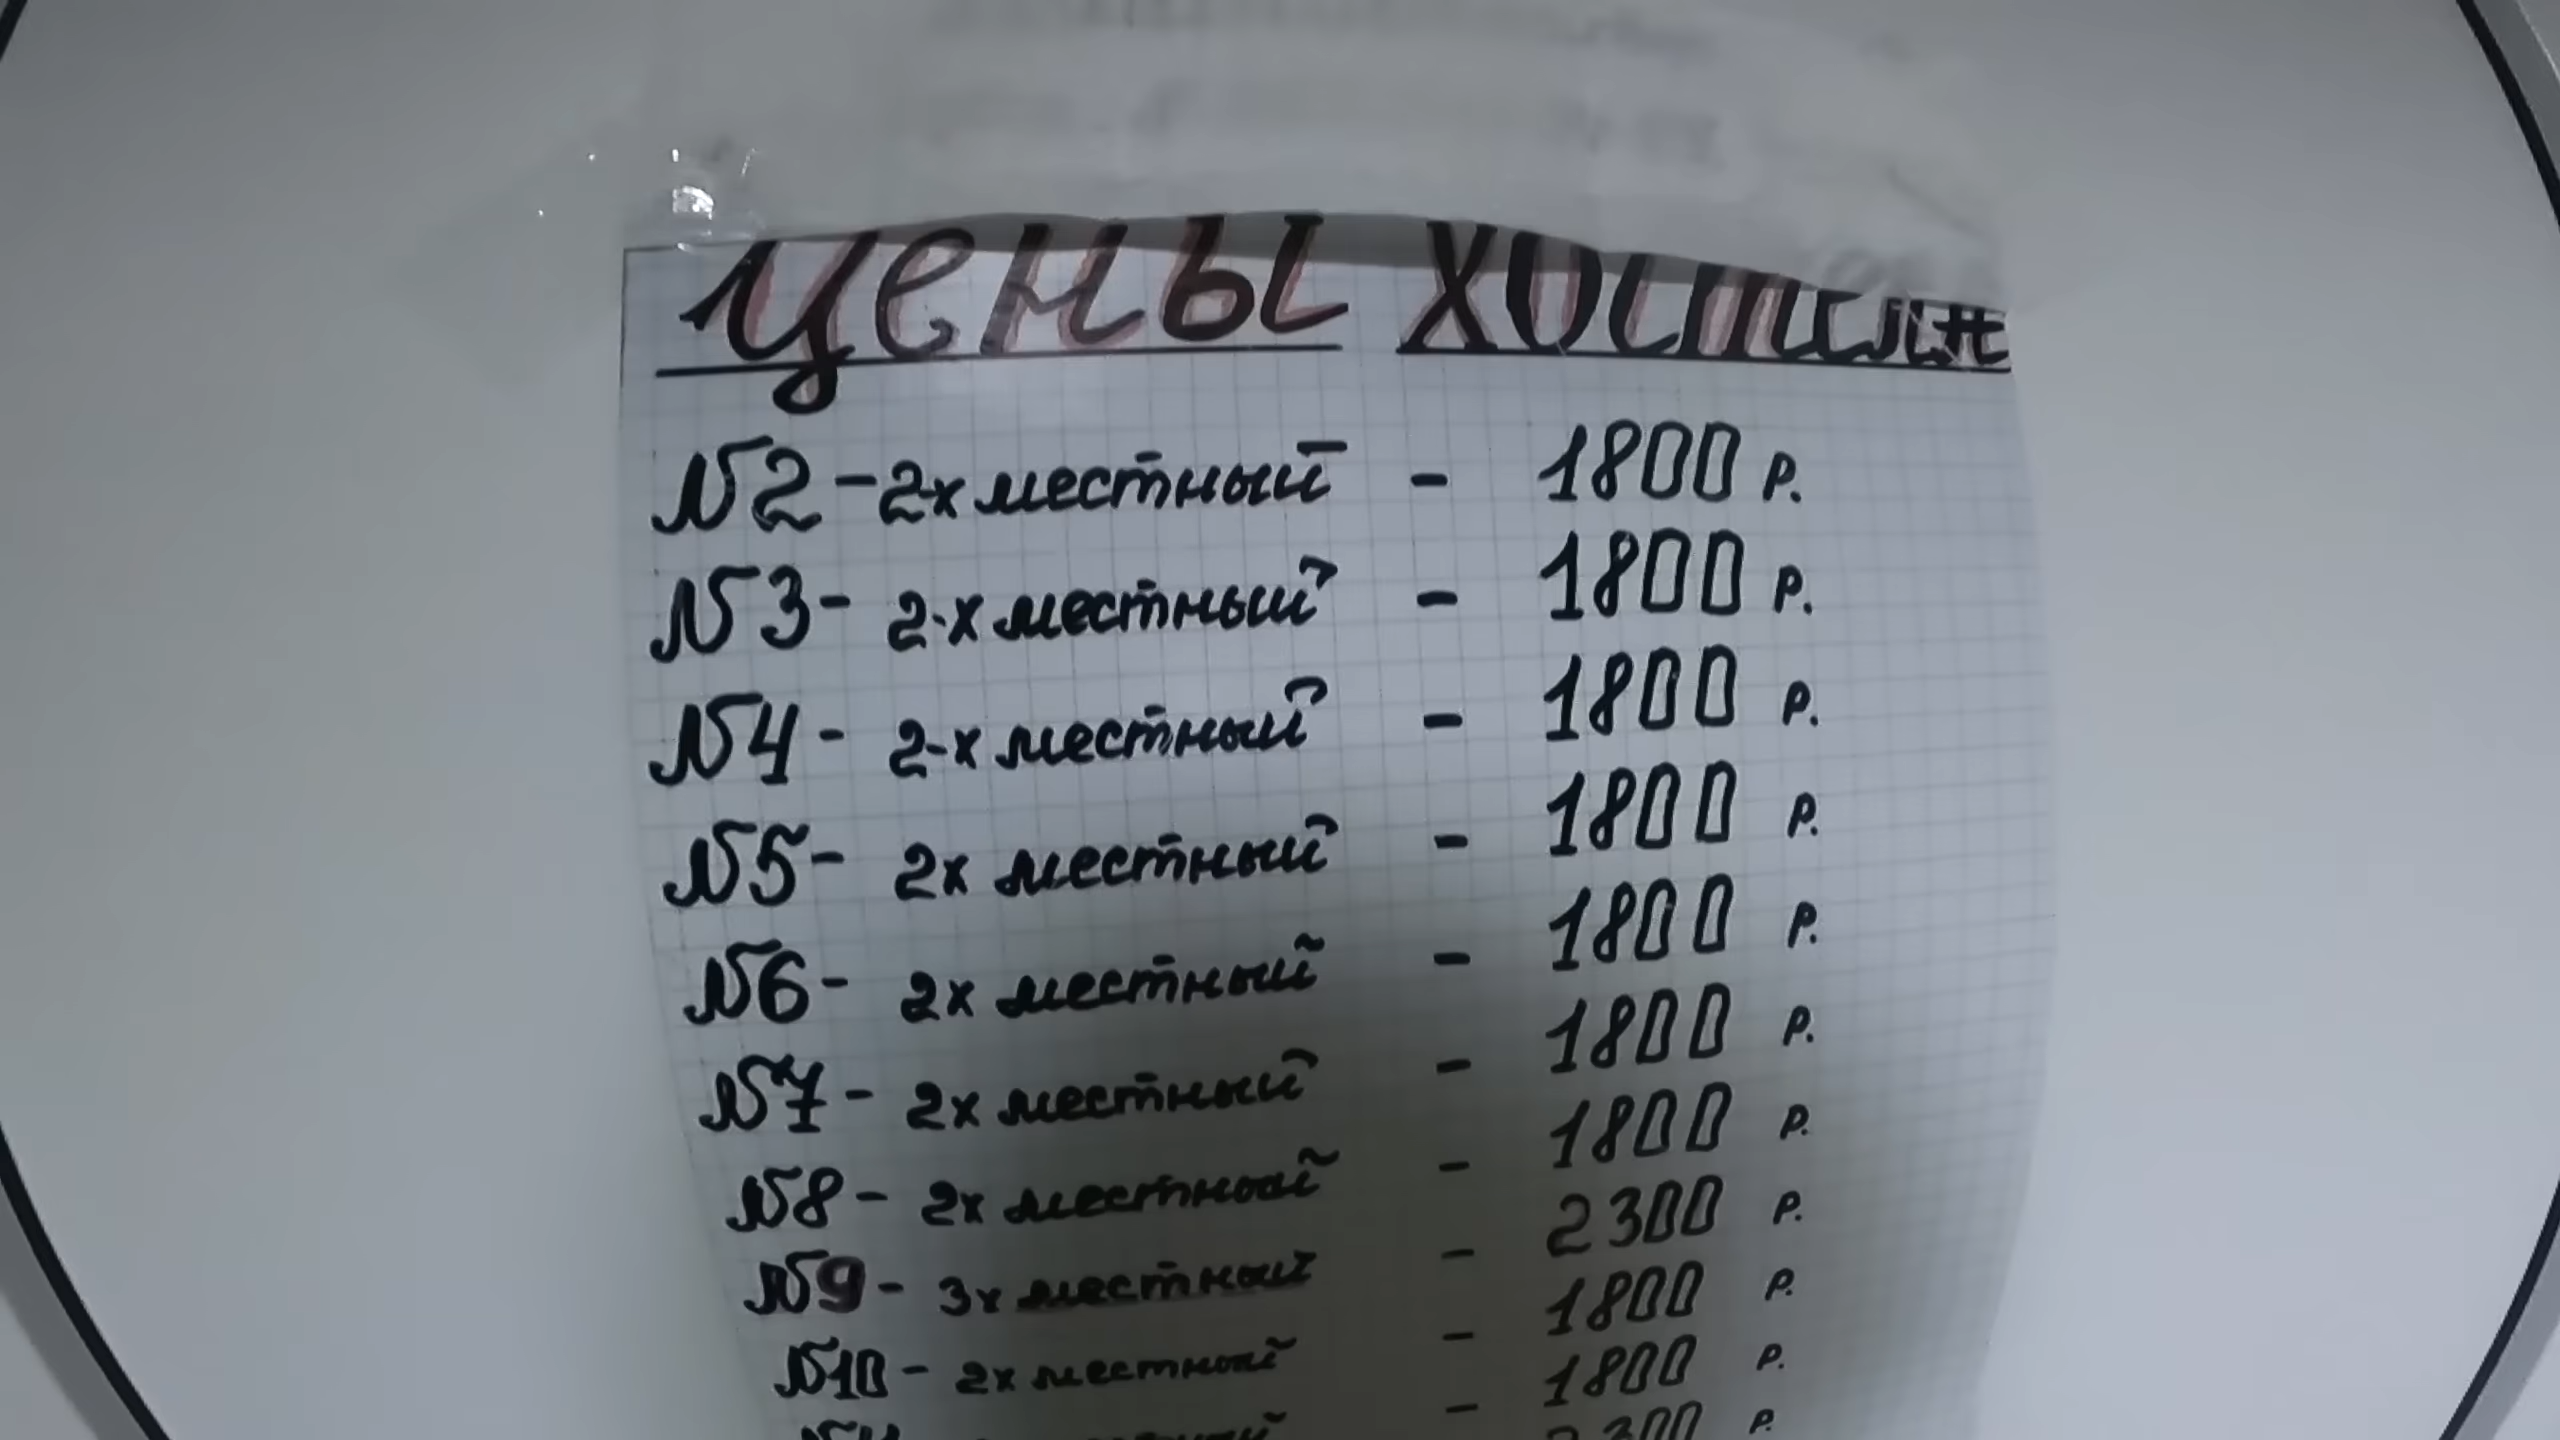 Цены хостела
№2 - 2х местный - 1800 р.
№3 - 2-х местный - 1800 р.
№4 - 2-х местный - 1800 р.
№5 - 2х местный - 1800 р.
№6 - 2х местный - 1800 р.
№7 - 2х местный - 1800 р.
№8 - 2х местный - 1800 р.
№9 - 3х местный - 2300 р.
№10 - 2х местный - 1800 р.
- 1800 р.
2300 р.